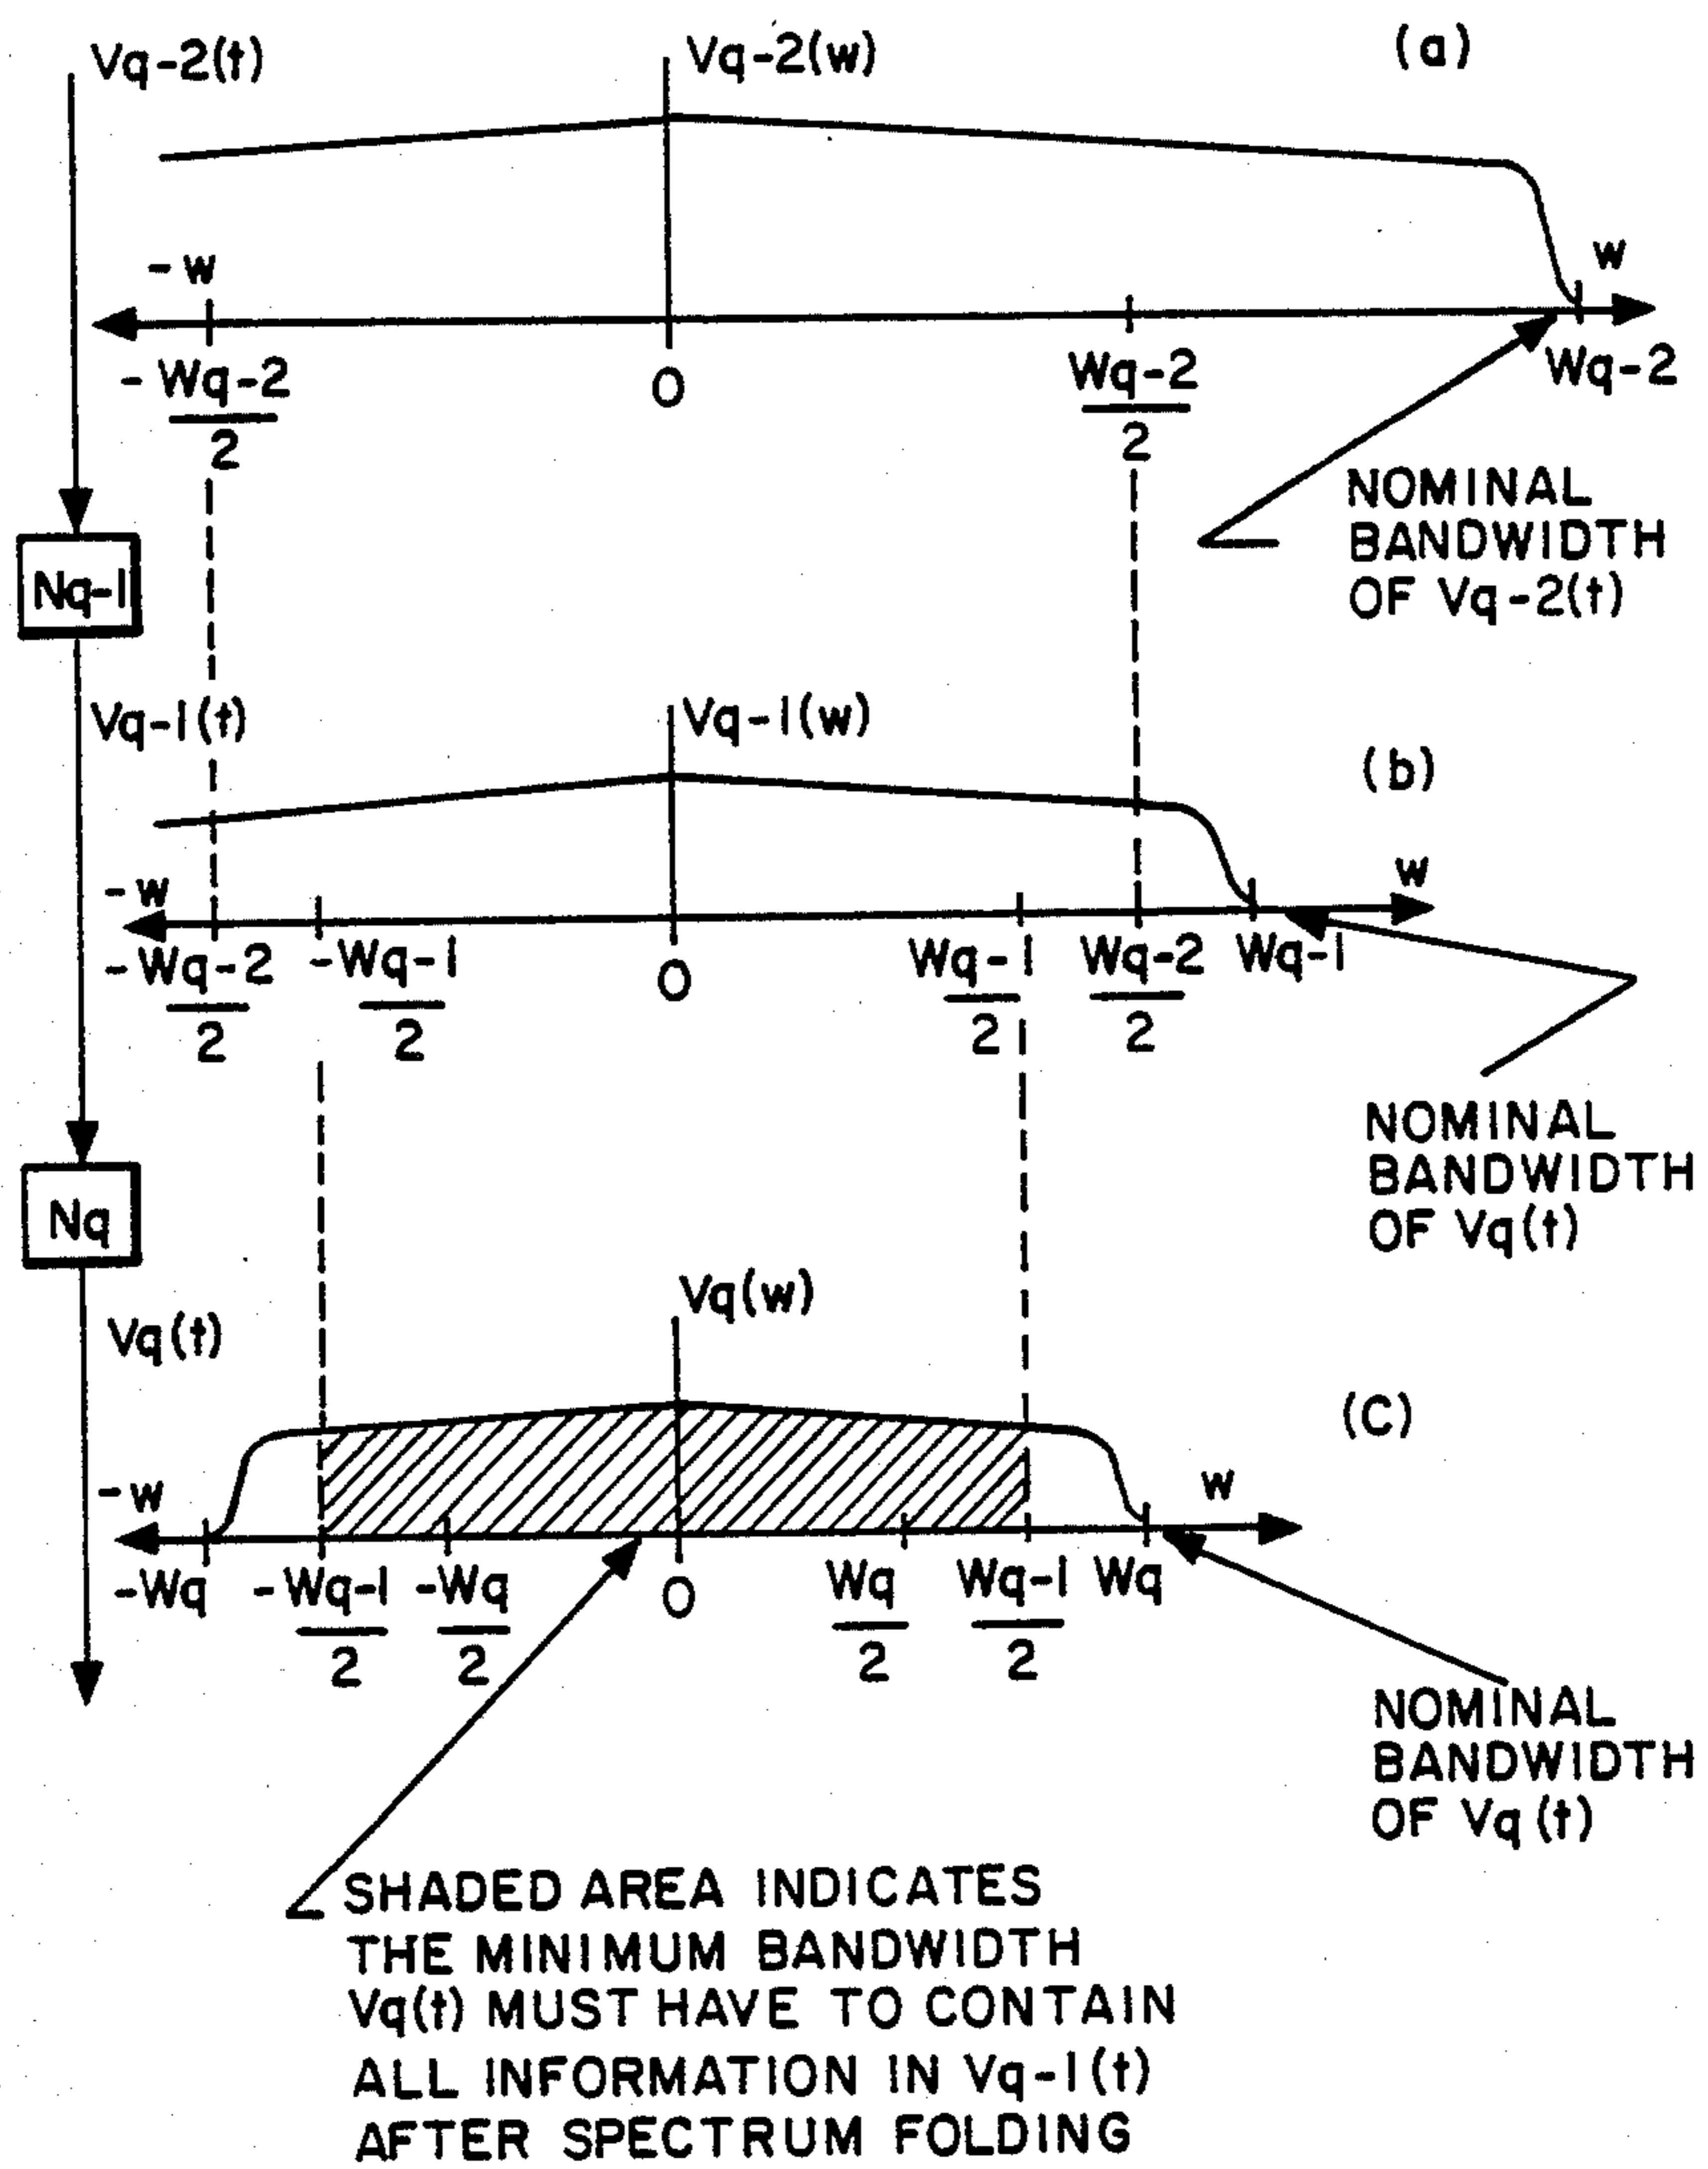 Vq-2(t)
Vq-2(w)
(a)
-w
w
-Wq-2
2
0
Wq-2
2
Wq-2
NOMINAL
BANDWIDTH
OF Vq-2(t)
Nq-1
Vq-1(t)
Vq-1(w)
(b)
-w
w
-Wq-2
2
-Wq-1
2
0
Wq-1
2
Wq-2
2
Wq-1
NOMINAL
BANDWIDTH
OF Vq(t)
Nq
Vq(t)
Vq(w)
(C)
-w
w
-Wq
-Wq-1
2
-Wq
2
0
Wq
2
Wq-1
2
Wq
NOMINAL
BANDWIDTH
OF Vq(t)
SHADED AREA INDICATES
THE MINIMUM BANDWIDTH
Vq(t) MUST HAVE TO CONTAIN
ALL INFORMATION IN Vq-1(t)
AFTER SPECTRUM FOLDING